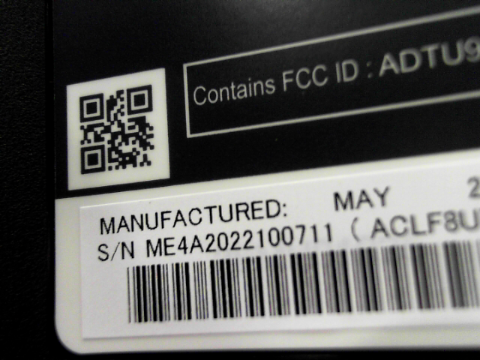 Contains FCC ID : ADTU9
MANUFACTURED: MAY 2
S/N ME4A2022100711 ( ACLF8U